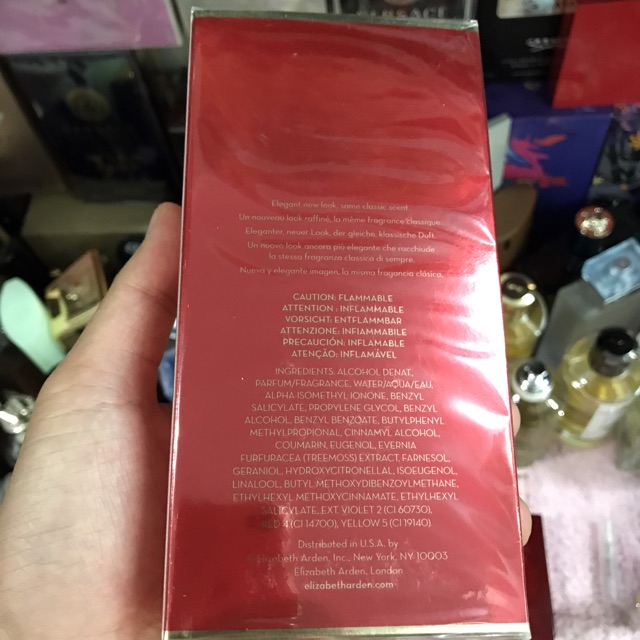 VERSACE
Elegant new look, same classic scent.
Un nouveau look raffiné, la même fragrance classique.
Eleganter, neuer Look, der gleiche, klassische Duft.
Un nuovo look ancora più elegante che racchiude
la stessa fragranza classica di sempre.
Nueva y elegante imagen, la misma fragancia clásica.
CAUTION: FLAMMABLE
ATTENTION : INFLAMMABLE
VORSICHT: ENTFLAMMBAR
ATTENZIONE: INFIAMMABILE
PRECAUCIÓN: INFLAMABLE
ATENÇÃO: INFLAMÁVEL
INGREDIENTS: ALCOHOL DENAT,
PARFUM/FRAGRANCE, WATER/AQUA/EAU,
ALPHA ISOMETHYL IONONE, BENZYL
SALICYLATE, PROPYLENE GLYCOL, BENZYL
ALCOHOL, BENZYL BENZOATE, BUTYLPHENYL
METHYLPROPIONAL, CINNAMYL ALCOHOL,
COUMARIN, EUGENOL, EVERNIA
FURFURACEA (TREEMOSS) EXTRACT, FARNESOL,
GERANIOL, HYDROXYCITRONELLAL, ISOEUGENOL,
LINALOOL, BUTYL METHOXYDIBENZOYLMETHANE,
ETHYLHEXYL METHOXYCINNAMATE, ETHYLHEXYL
SALICYLATE, EXT. VIOLET 2 (CI 60730),
RED 4 (CI 14700), YELLOW 5 (CI 19140).
Distributed in U.S.A. by
© Elizabeth Arden, Inc., New York, NY 10003
Elizabeth Arden, London
elizabetharden.com